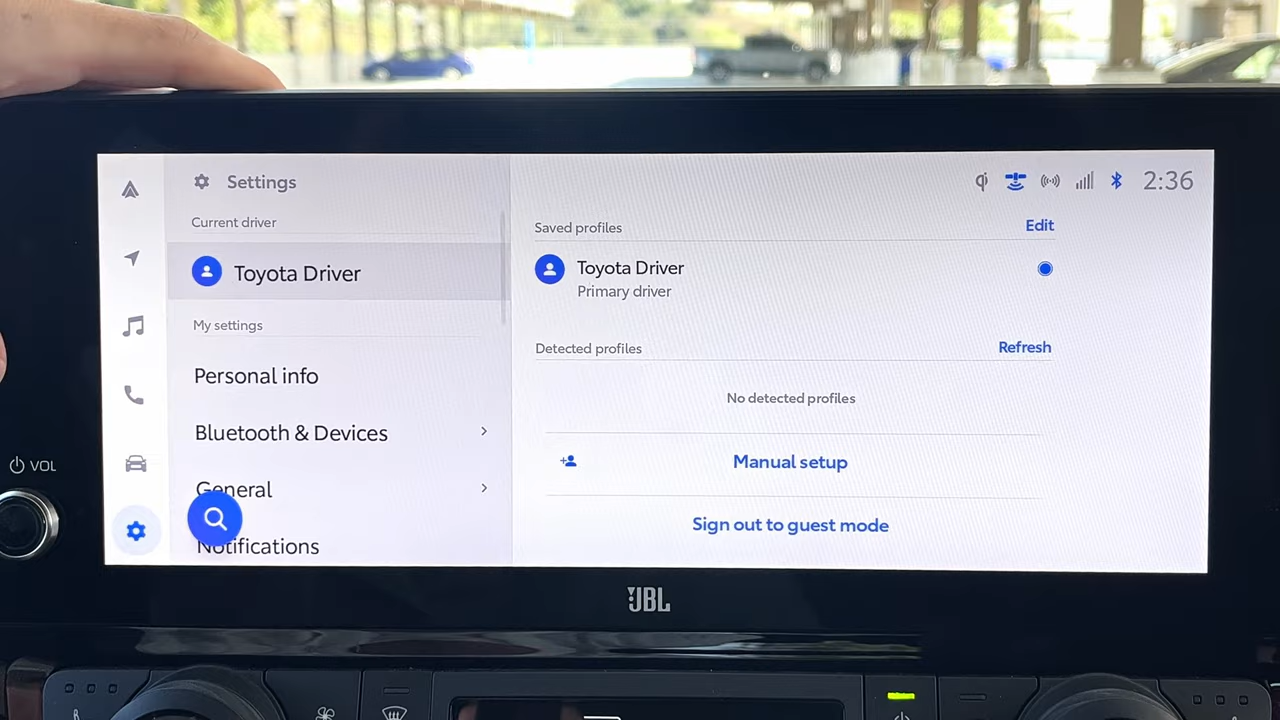 Settings
Current driver
Toyota Driver
My settings
Personal info
Bluetooth & Devices
General
Notifications
2:36
Saved profiles
Edit
Toyota Driver
Primary driver
Detected profiles
Refresh
No detected profiles
Manual setup
Sign out to guest mode
VOL
JBL